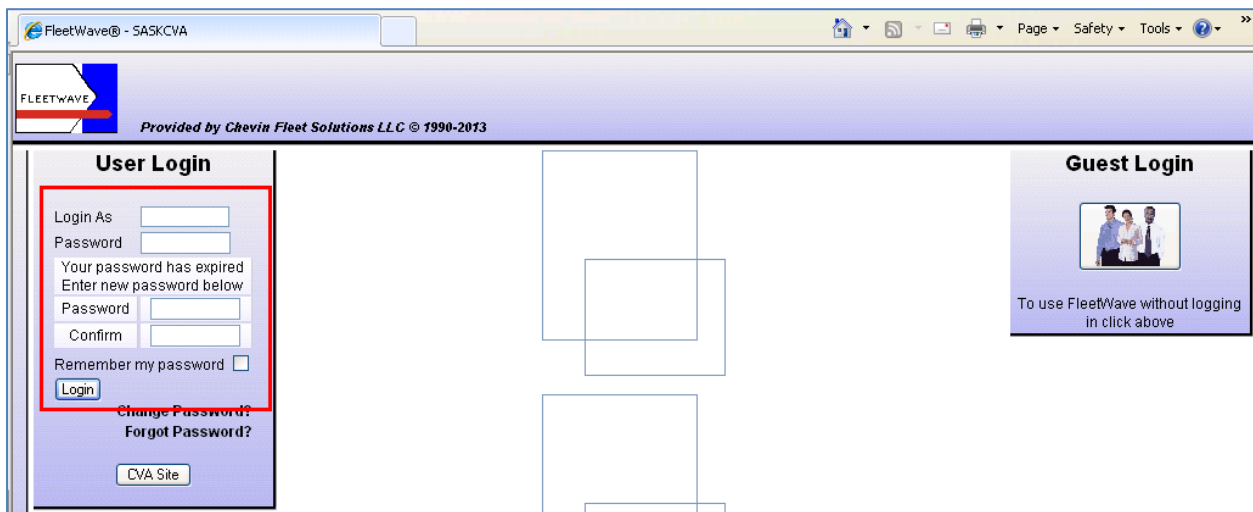 FleetWave® - SASKCVA
Page Safety Tools »
FLEETWAVE
Provided by Chevin Fleet Solutions LLC © 1990-2013
User Login
Login As
Password
Your password has expired
Enter new password below
Password
Confirm
Remember my password
Login
Change Password?
Forgot Password?
CVA Site
Guest Login
To use FleetWave without logging
in click above